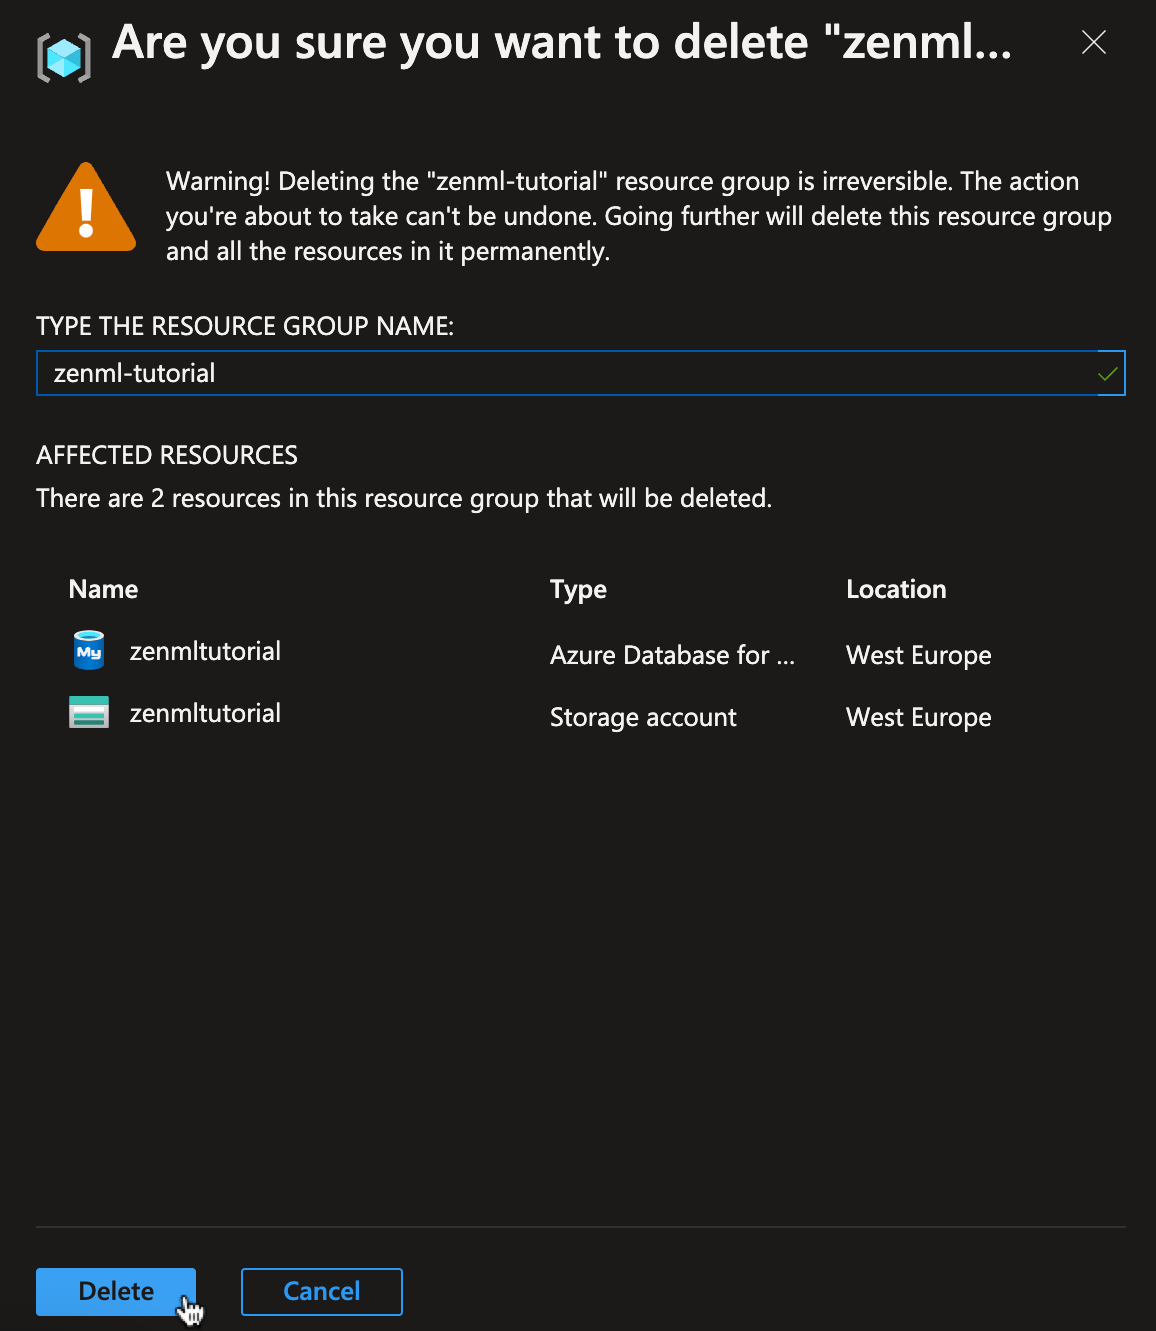 Are you sure you want to delete "zenml...
Warning! Deleting the "zenml-tutorial" resource group is irreversible. The action
you're about to take can't be undone. Going further will delete this resource group
and all the resources in it permanently.
TYPE THE RESOURCE GROUP NAME:
zenml-tutorial
AFFECTED RESOURCES
There are 2 resources in this resource group that will be deleted.
Name Type Location
My zenmltutorial Azure Database for ... West Europe
zenmltutorial Storage account West Europe
Delete Cancel